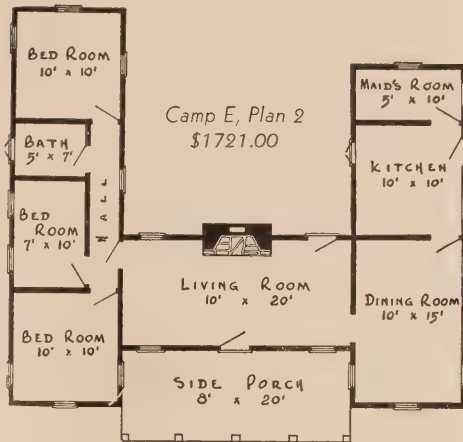 BED ROOM
10' x 10'
MAID'S ROOM
5' x 10'
Camp E, Plan 2
$1721.00
BATH
5' x 7'
KITCHEN
10' x 10'
HALL
BED
ROOM
7' x 10'
LIVING ROOM
10' x 20'
DINING ROOM
10' x 15'
BED ROOM
10' x 10'
SIDE PORCH
8' x 20'